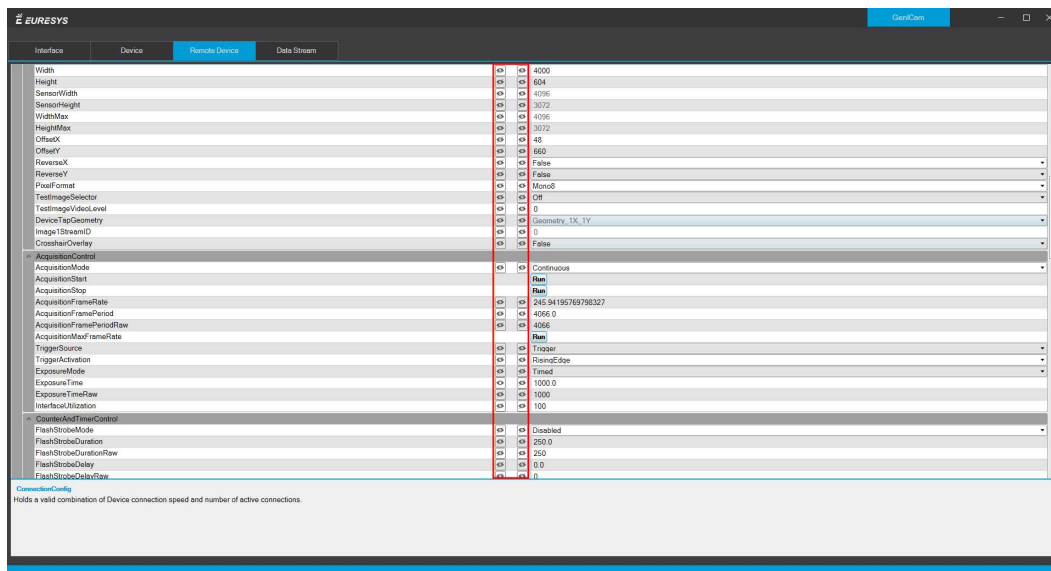 EURESYS
GenICam
Interface Device Remote Device Data Stream
Width 4000
Height 604
SensorWidth 4096
SensorHeight 3072
WidthMax 4096
HeightMax 3072
OffsetX 48
OffsetY 660
ReverseX False
ReverseY False
PixelFormat Mono8
TestImageSelector Off
TestImageVideoLevel 0
DeviceTapGeometry Geometry_1X_1Y
Image1StreamID 0
CrosshairOverlay False
AcquisitionControl
AcquisitionMode Continuous
AcquisitionStart Run
AcquisitionStop Run
AcquisitionFrameRate 245.94195769798327
AcquisitionFramePeriod 4066.0
AcquisitionFramePeriodRaw 4066
AcquisitionMaxFrameRate Run
TriggerSource Trigger
TriggerActivation RisingEdge
ExposureMode Timed
ExposureTime 1000.0
ExposureTimeRaw 1000
InterfaceUtilization 100
CounterAndTimerControl
FlashStrobeMode Disabled
FlashStrobeDuration 250.0
FlashStrobeDurationRaw 250
FlashStrobeDelay 0.0
FlashStrobeDelayRaw 0
ConnectionConfig
Holds a valid combination of Device connection speed and number of active connections.